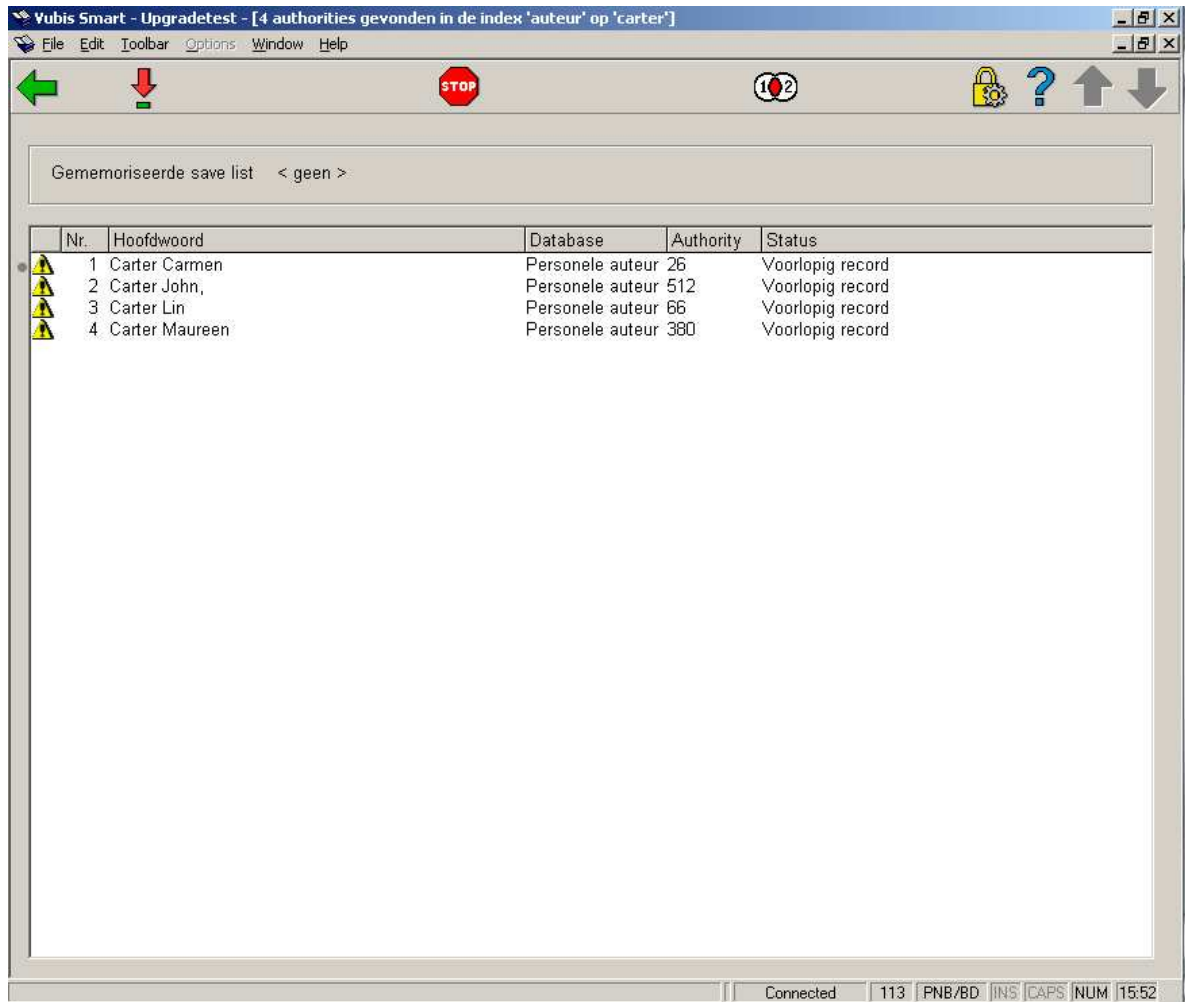 Vubis Smart - Upgradetest - [4 authorities gevonden in de index 'auteur' op 'carter']
File Edit Toolbar Options Window Help
STOP 1 2 ?
Gememoriseerde save list < geen >
Nr. Hoofdwoord Database Authority Status
1 Carter Carmen Personele auteur 26 Voorlopig record
2 Carter John, Personele auteur 512 Voorlopig record
3 Carter Lin Personele auteur 66 Voorlopig record
4 Carter Maureen Personele auteur 380 Voorlopig record
Connected 113 PNB/BD INS CAPS NUM 15:52